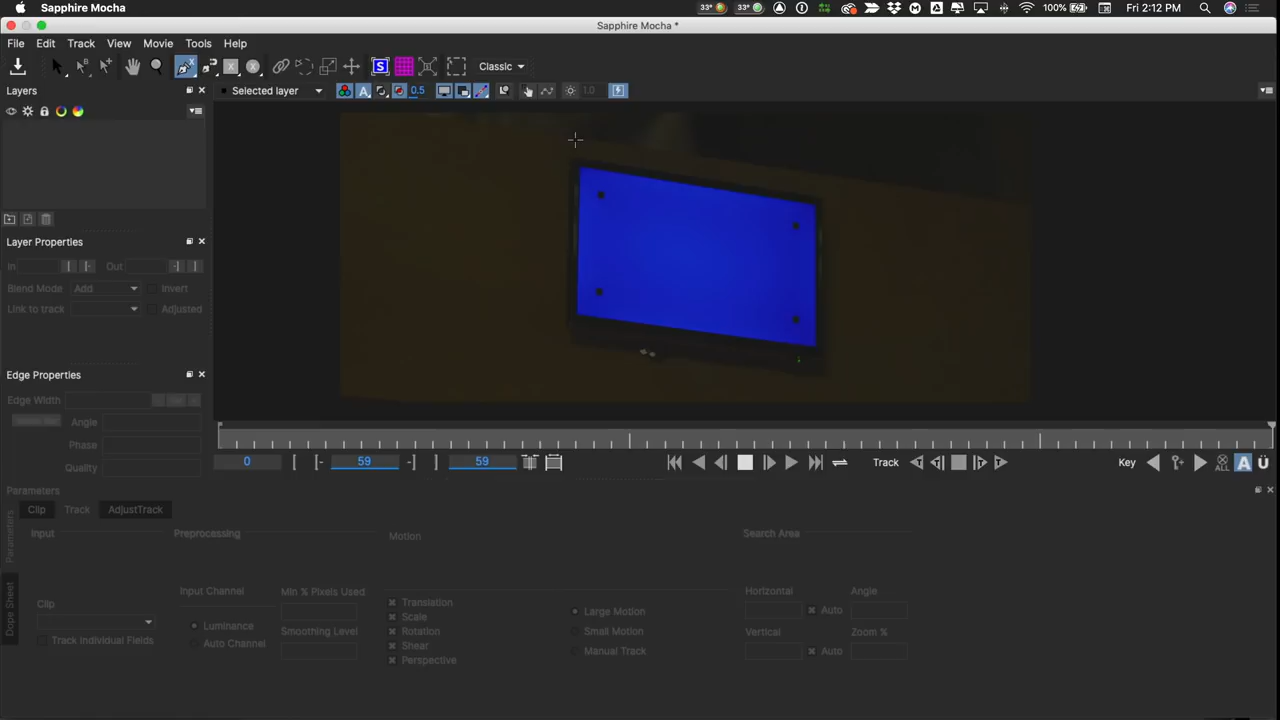 Sapphire Mocha
33°
33°
100%
Fri 2:12 PM
Sapphire Mocha *
File Edit Track View Movie Tools Help
Classic
Layers
Selected layer
A
0.5
1.0
Layer Properties
In
Out
Blend Mode Add
Invert
Link to track
Adjusted
Edge Properties
Edge Width
Angle
Phase
Quality
0
59
59
Track
Key
ALL
A
Ü
Parameters
Parameters
Dope Sheet
Clip
Track
AdjustTrack
Input
Preprocessing
Motion
Search Area
Clip
Track Individual Fields
Input Channel
Luminance
Auto Channel
Min % Pixels Used
Smoothing Level
Translation
Scale
Rotation
Shear
Perspective
Large Motion
Small Motion
Manual Track
Horizontal
Auto
Angle
Vertical
Auto
Zoom %